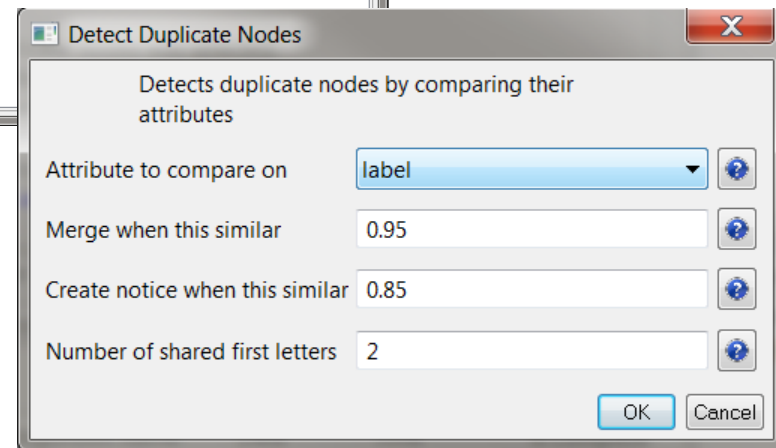 Detect Duplicate Nodes
Detects duplicate nodes by comparing their
attributes
Attribute to compare on label
Merge when this similar 0.95
Create notice when this similar 0.85
Number of shared first letters 2
OK Cancel